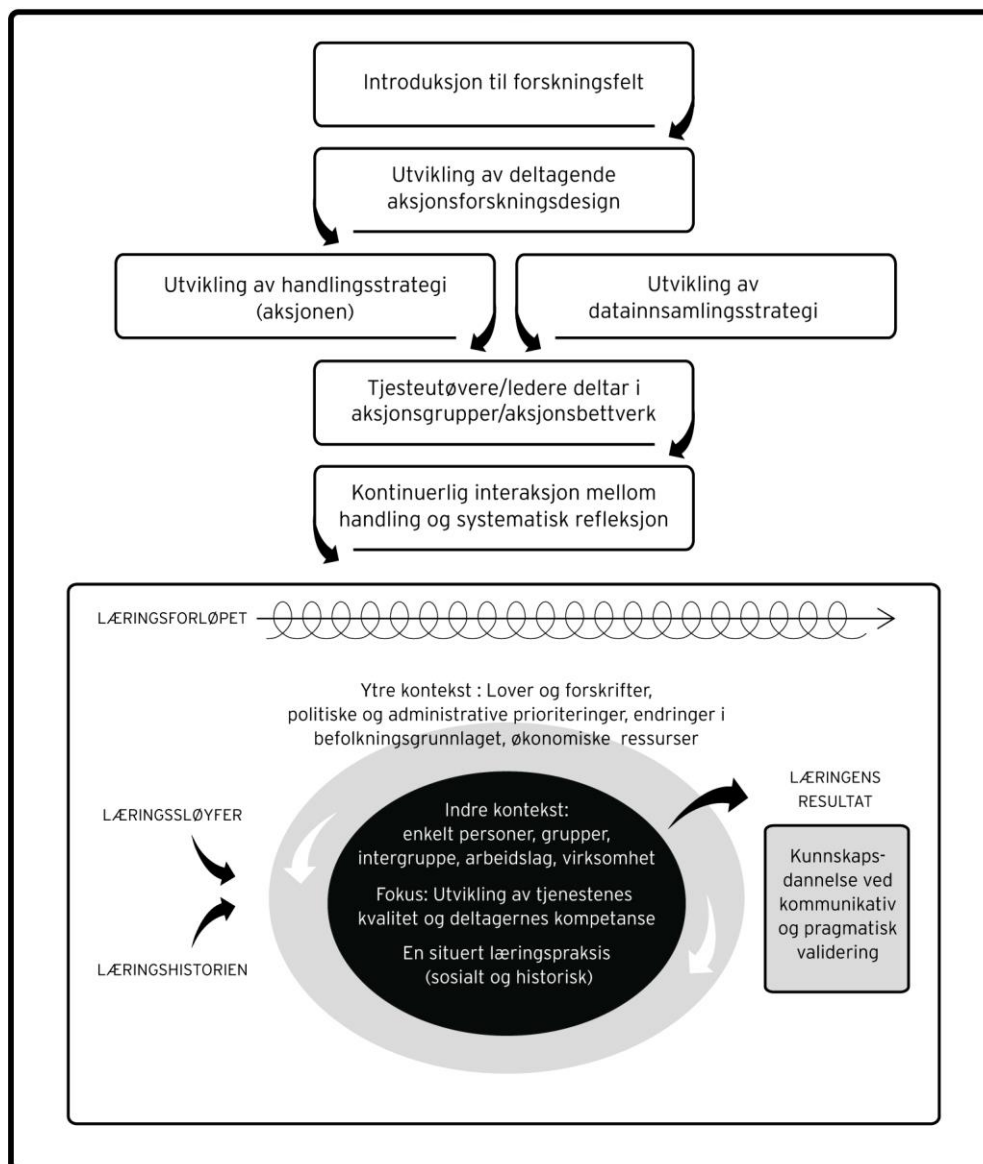 Introduksjon til forskningsfelt
Utvikling av deltagende
aksjonsforskningsdesign
Utvikling av handlingsstrategi
(aksjonen)
Utvikling av
datainnsamlingsstrategi
Tjesteutøvere/ledere deltar i
aksjonsgrupper/aksjonsbettverk
Kontinuerlig interaksjon mellom
handling og systematisk refleksjon
LÆRINGSFORLØPET
Ytre kontekst : Lover og forskrifter,
politiske og administrative prioriteringer, endringer i
befolkningsgrunnlaget, økonomiske ressurser
LÆRINGSSLØYFER
LÆRINGSHISTORIEN
Indre kontekst:
enkelt personer, grupper,
intergruppe, arbeidslag, virksomhet
Fokus: Utvikling av tjenestenes
kvalitet og deltagernes kompetanse
En situert læringspraksis
(sosialt og historisk)
LÆRINGENS
RESULTAT
Kunnskaps-
dannelse ved
kommunikativ
og pragmatisk
validering